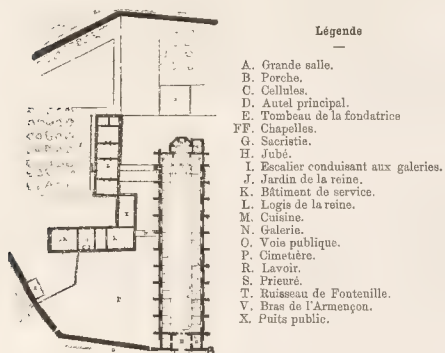 Légende
A. Grande salle.
B. Porche.
C. Cellules.
D. Autel principal.
E. Tombeau de la fondatrice
FF. Chapelles.
G. Sacristie.
H. Jubé.
I. Escalier conduisant aux galeries.
J. Jardin de la reine.
K. Bâtiment de service.
L. Logis de la reine.
M. Cuisine.
N. Galerie.
O. Vois publique.
P. Cimetière.
R. Lavoir.
S. Prieuré.
T. Ruisseau de Fontenille.
V. Bras de l'Armençon.
X. Puits public.